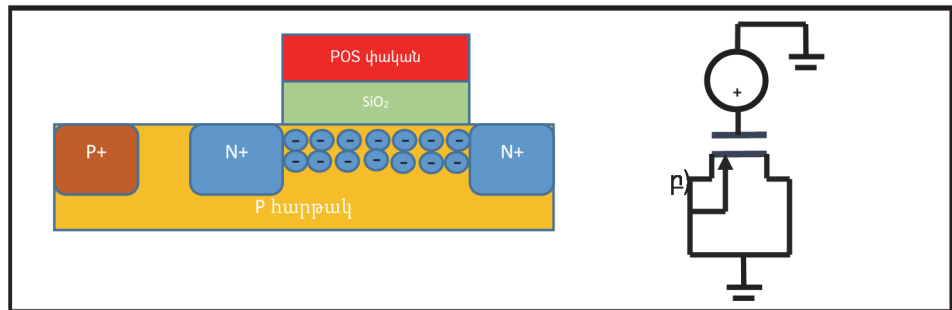 POS փական
SiO₂
P+
N+
N+
- - - - - - -
- - - - - - -
P հարթակ
+
բ)